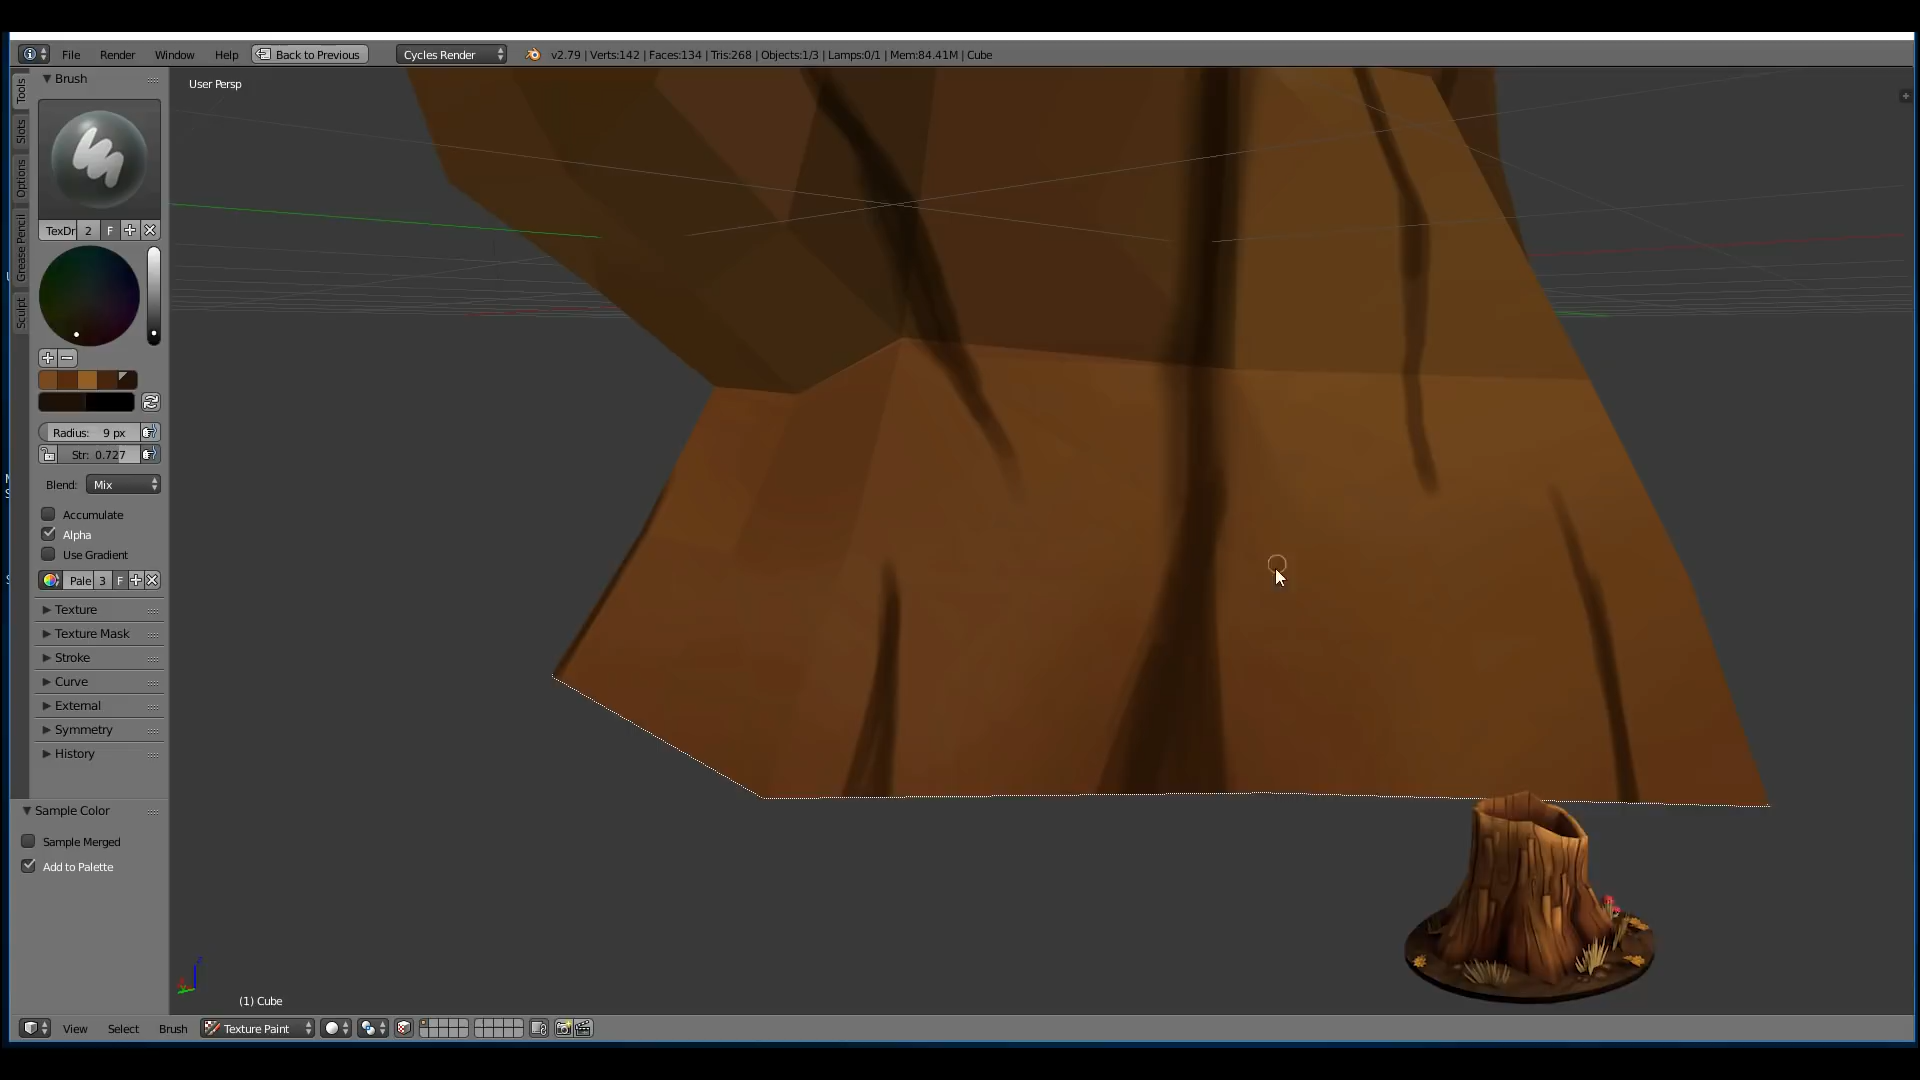 File Render Window Help Back to Previous Cycles Render v2.79 | Verts:142 | Faces:134 | Tris:268 | Objects:1/3 | Lamps:0/1 | Mem:84.41M | Cube
Brush
User Persp
Tools
Slots
Options
Grease Pencil
Sculpt
TexDr 2 F
Radius: 9 px
Str: 0.727
Blend: Mix
Accumulate
Alpha
Use Gradient
Pale 3 F
Texture
Texture Mask
Stroke
Curve
External
Symmetry
History
Sample Color
Sample Merged
Add to Palette
(1) Cube
View Select Brush Texture Paint